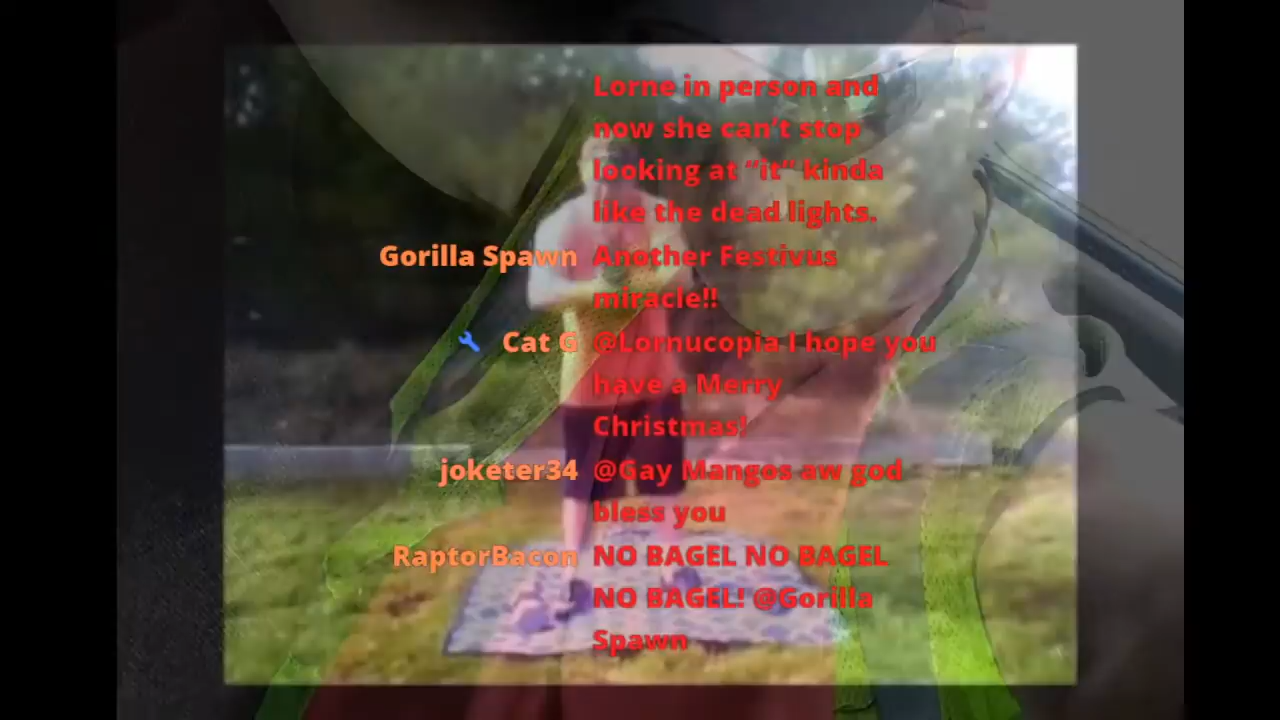 Lorne in person and
now she can't stop
looking at “it” kinda
like the dead lights.
Gorilla Spawn Another Festivus
miracle!!
Cat G @Lornucopia I hope you
have a Merry
Christmas!
joketer34 @Gay Mangos aw god
bless you
RaptorBacon NO BAGEL NO BAGEL
NO BAGEL! @Gorilla
Spawn